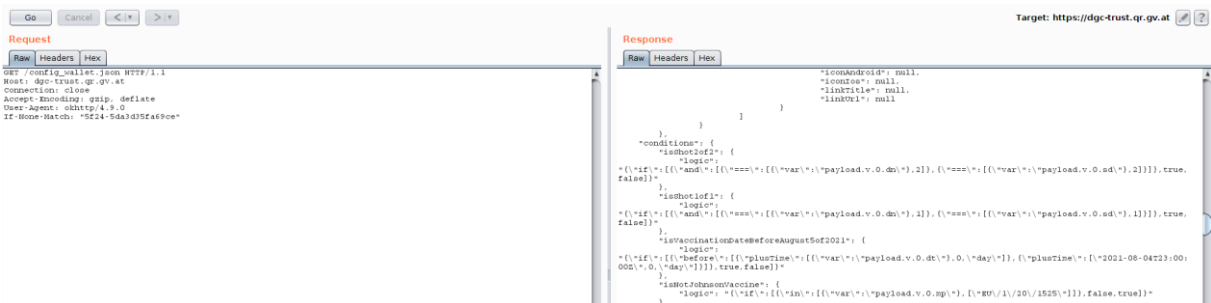 Go Cancel < > Target: https://dgc-trust.qr.gv.at ?
Request
Raw Headers Hex
GET /config_wallet.json HTTP/1.1
Host: dgc-trust.qr.gv.at
Connection: close
Accept-Encoding: gzip, deflate
User-Agent: okhttp/4.9.0
If-None-Match: "5f24-5da3d35fa69ce"
Response
Raw Headers Hex
"iconAndroid": null,
"iconIos": null,
"linkTitle": null,
"linkUrl": null
}
]
}
},
"conditions": {
"isShot2of2": {
"logic":
"{\"if\":[{\"and\":[{\"===\":[{\"var\":\"payload.v.0.dn\"},2]},{\"===\":[{\"var\":\"payload.v.0.sd\"},2]}]},true,
false]}"
},
"isShot1of1": {
"logic":
"{\"if\":[{\"and\":[{\"===\":[{\"var\":\"payload.v.0.dn\"},1]},{\"===\":[{\"var\":\"payload.v.0.sd\"},1]}]},true,
false]}"
},
"isVaccinationDateBeforeAugust5of2021": {
"logic":
"{\"if\":[{\"before\":[{\"plusTime\":[{\"var\":\"payload.v.0.dt\"},0,\"day\"]},{\"plusTime\":[\"2021-08-04T23:00:
00Z\",0,\"day\"]}]},true,false]}"
},
"isNotJohnsonVaccine": {
"logic": "{\"if\":[{\"in\":[{\"var\":\"payload.v.0.mp\"},[\"EU\/1\/20\/1525\"]]},false,true]}"
}